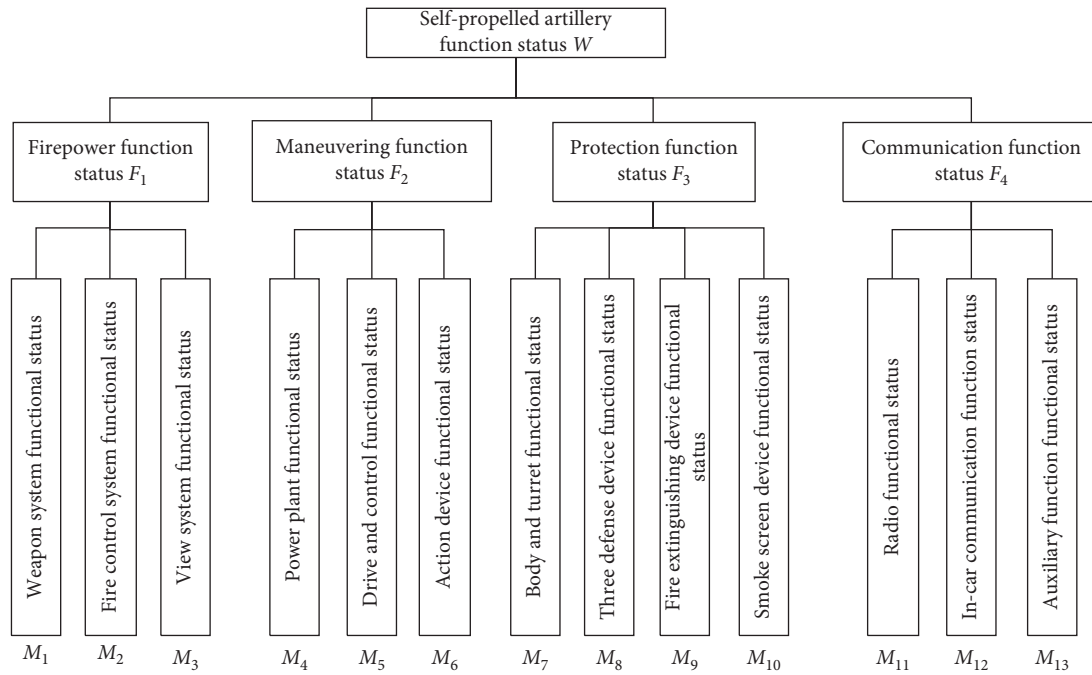 Self-propelled artillery
function status W
Firepower function
status F1
Maneuvering function
status F2
Protection function
status F3
Communication function
status F4
Weapon system functional status
Fire control system functional status
View system functional status
Power plant functional status
Drive and control functional status
Action device functional status
Body and turret functional status
Three defense device functional status
Fire extinguishing device functional
status
Smoke screen device functional status
Radio functional status
In-car communication function status
Auxiliary function functional status
M1
M2
M3
M4
M5
M6
M7
M8
M9
M10
M11
M12
M13